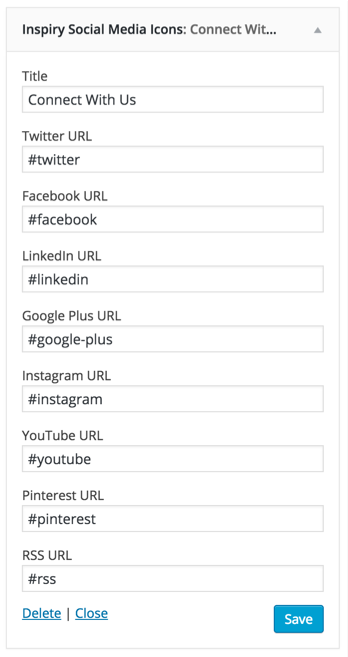 Inspiry Social Media Icons: Connect Wit...
Title
Connect With Us
Twitter URL
#twitter
Facebook URL
#facebook
LinkedIn URL
#linkedin
Google Plus URL
#google-plus
Instagram URL
#instagram
YouTube URL
#youtube
Pinterest URL
#pinterest
RSS URL
#rss
Delete | Close Save